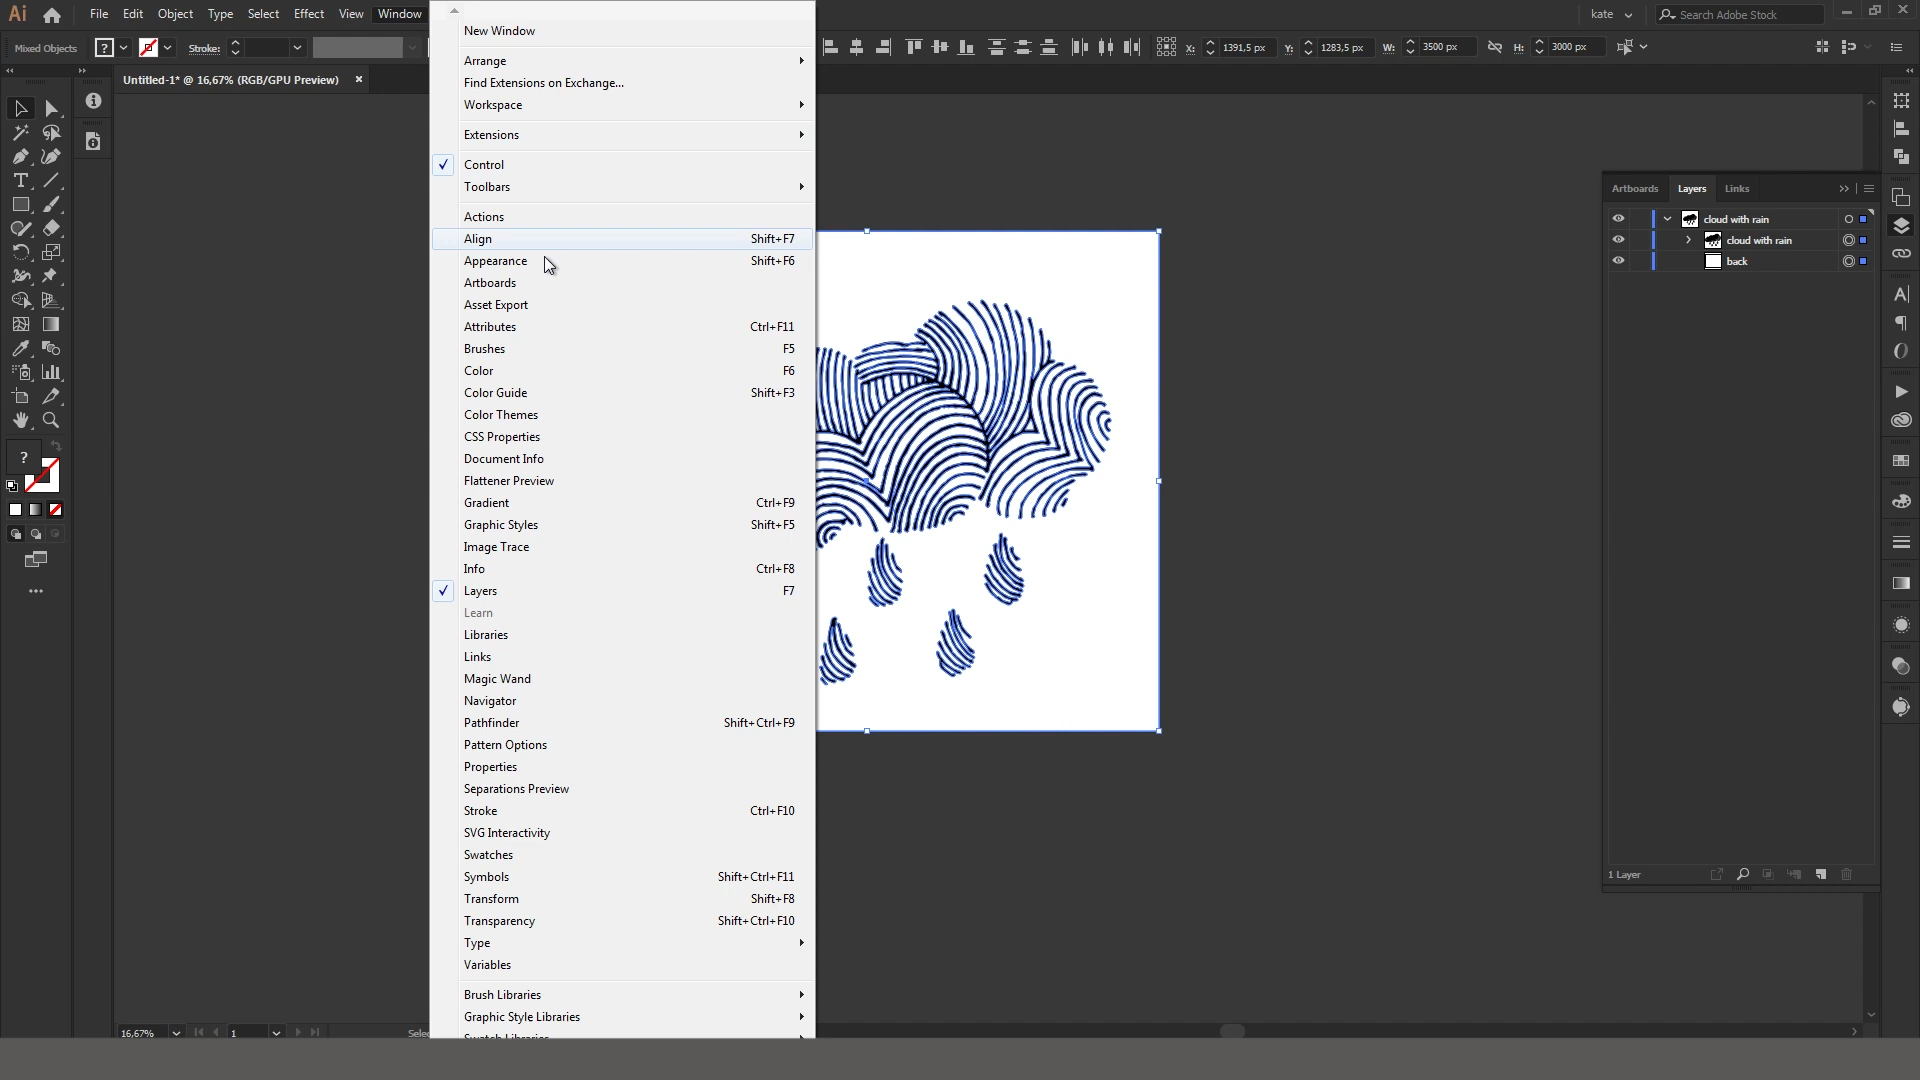 Ai File Edit Object Type Select Effect View Window kate Search Adobe Stock
Mixed Objects ? Stroke: X: 1391,5 px Y: 1283,5 px W: 3500 px H: 3000 px
Untitled-1* @ 16,67% (RGB/GPU Preview)
New Window
Arrange
Find Extensions on Exchange...
Workspace
Extensions
Control
Toolbars
Actions
Align Shift+F7
Appearance Shift+F6
Artboards
Asset Export
Attributes Ctrl+F11
Brushes F5
Color F6
Color Guide Shift+F3
Color Themes
CSS Properties
Document Info
Flattener Preview
Gradient Ctrl+F9
Graphic Styles Shift+F5
Image Trace
Info Ctrl+F8
Layers F7
Learn
Libraries
Links
Magic Wand
Navigator
Pathfinder Shift+Ctrl+F9
Pattern Options
Properties
Separations Preview
Stroke Ctrl+F10
SVG Interactivity
Swatches
Symbols Shift+Ctrl+F11
Transform Shift+F8
Transparency Shift+Ctrl+F10
Type
Variables
Brush Libraries
Graphic Style Libraries
Artboards Layers Links
cloud with rain
cloud with rain
back
1 Layer
?
16,67% 1